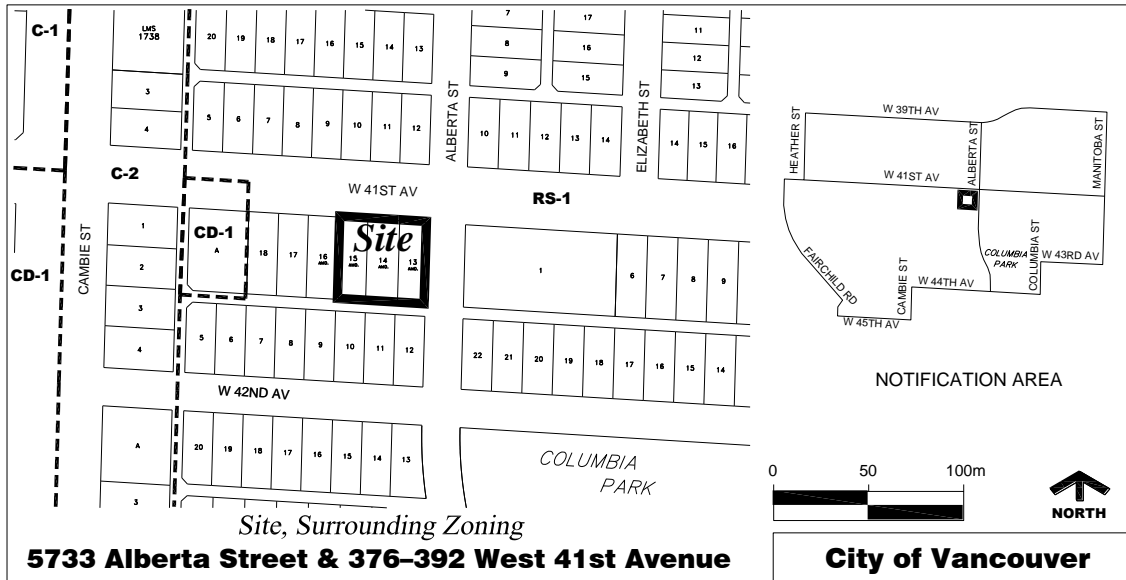 C-1
LMS
1738
20 19 18 17 16 15 14 13
7
8
9
17
16
15
11
12
13
3
4
5 6 7 8 9 10 11 12
ALBERTA ST
10 11 12 13 14
ELIZABETH ST
14 15 16
C-2
W 41ST AV
RS-1
CD-1
CAMBIE ST
1
2
3
4
CD-1
A
18 17 16 AMD. 15 AMD. 14 AMD. 13 AMD.
Site
1
6 7 8 9
5 6 7 8 9 10 11 12
22 21 20 19 18 17 16 15 14
W 42ND AV
A
3
20 19 18 17 16 15 14 13
COLUMBIA
PARK
Site, Surrounding Zoning
5733 Alberta Street & 376–392 West 41st Avenue
HEATHER ST
W 39TH AV
ALBERTA ST
MANITOBA ST
W 41ST AV
FAIRCHILD RD
CAMBIE ST
COLUMBIA
PARK
COLUMBIA ST
W 43RD AV
W 44TH AV
W 45TH AV
NOTIFICATION AREA
0 50 100m
NORTH
City of Vancouver